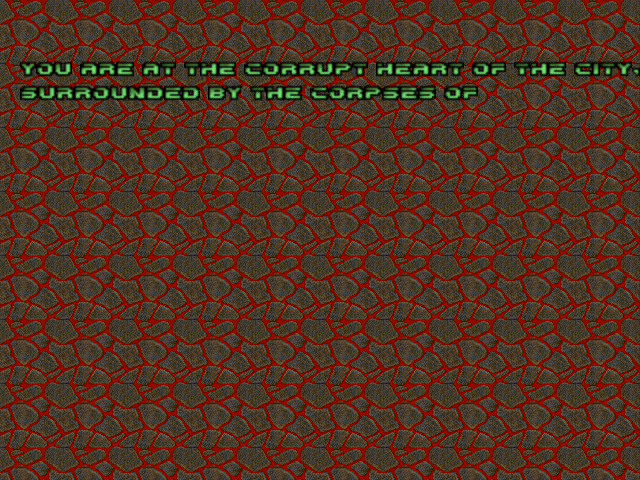 YOU ARE AT THE CORRUPT HEART OF THE CITY,
SURROUNDED BY THE CORPSES OF